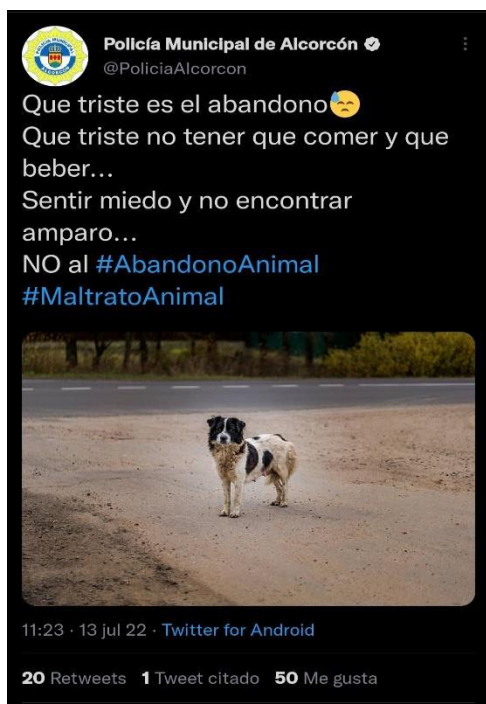 Policía Municipal de Alcorcón
@PoliciaAlcorcon
Que triste es el abandono😓
Que triste no tener que comer y que
beber...
Sentir miedo y no encontrar
amparo...
NO al #AbandonoAnimal
#MaltratoAnimal
11:23 · 13 jul 22 · Twitter for Android
20 Retweets 1 Tweet citado 50 Me gusta